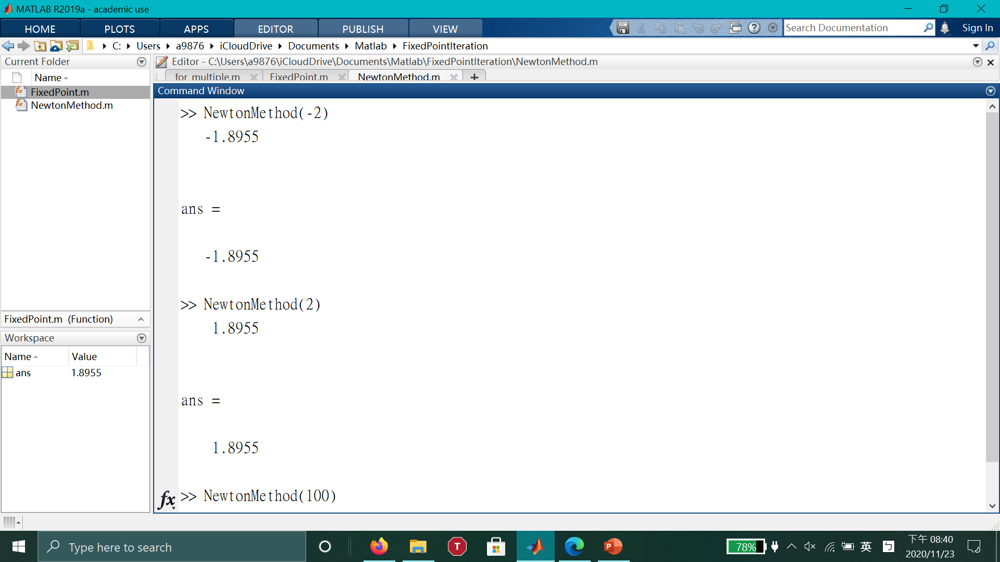 MATLAB R2019a - academic use
HOME PLOTS APPS EDITOR PUBLISH VIEW Search Documentation Sign In
C: Users a9876 iCloudDrive Documents Matlab FixedPointIteration
Current Folder
Name
FixedPoint.m
NewtonMethod.m
FixedPoint.m (Function)
Workspace
Name Value
ans 1.8955
Editor - C:\Users\a9876\iCloudDrive\Documents\Matlab\FixedPointIteration\NewtonMethod.m
for_multiple.m FixedPoint.m NewtonMethod.m +
Command Window
>> NewtonMethod(-2)
-1.8955
ans =
-1.8955
>> NewtonMethod(2)
1.8955
ans =
1.8955
fx >> NewtonMethod(100)
Type here to search
T
P
78%
英
ㄅ
下午 08:40
2020/11/23